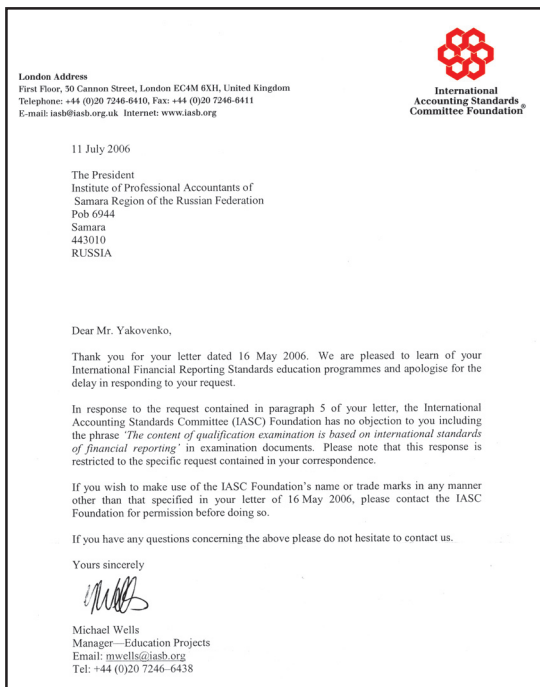 London Address
First Floor, 30 Cannon Street, London EC4M 6XH, United Kingdom
Telephone: +44 (0)20 7246-6410, Fax: +44 (0)20 7246-6411
E-mail: iasb@iasb.org.uk Internet: www.iasb.org
International
Accounting Standards
Committee Foundation®
11 July 2006
The President
Institute of Professional Accountants of
Samara Region of the Russian Federation
Pob 6944
Samara
443010
RUSSIA
Dear Mr. Yakovenko,
Thank you for your letter dated 16 May 2006. We are pleased to learn of your
International Financial Reporting Standards education programmes and apologise for the
delay in responding to your request.
In response to the request contained in paragraph 5 of your letter, the International
Accounting Standards Committee (IASC) Foundation has no objection to you including
the phrase 'The content of qualification examination is based on international standards
of financial reporting' in examination documents. Please note that this response is
restricted to the specific request contained in your correspondence.
If you wish to make use of the IASC Foundation's name or trade marks in any manner
other than that specified in your letter of 16 May 2006, please contact the IASC
Foundation for permission before doing so.
If you have any questions concerning the above please do not hesitate to contact us.
Yours sincerely
Michael Wells
Manager—Education Projects
Email: mwells@iasb.org
Tel: +44 (0)20 7246–6438